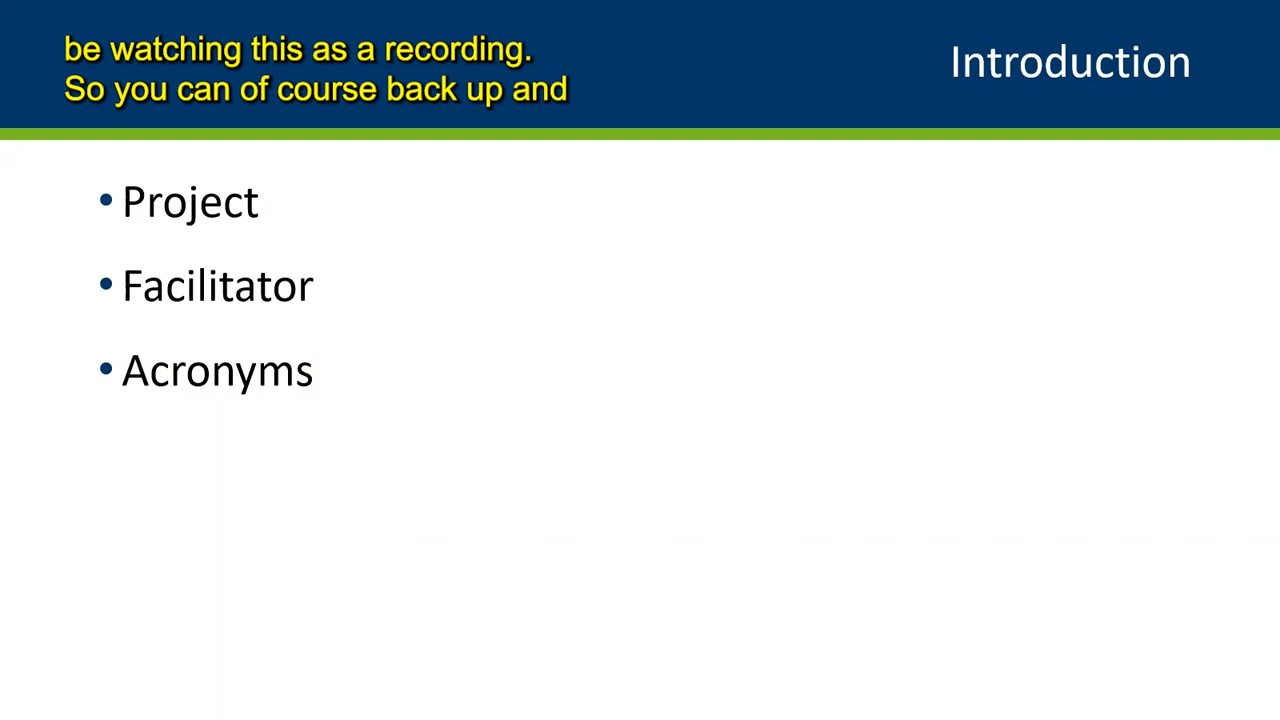 be watching this as a recording.
So you can of course back up and
Introduction
• Project
• Facilitator
• Acronyms